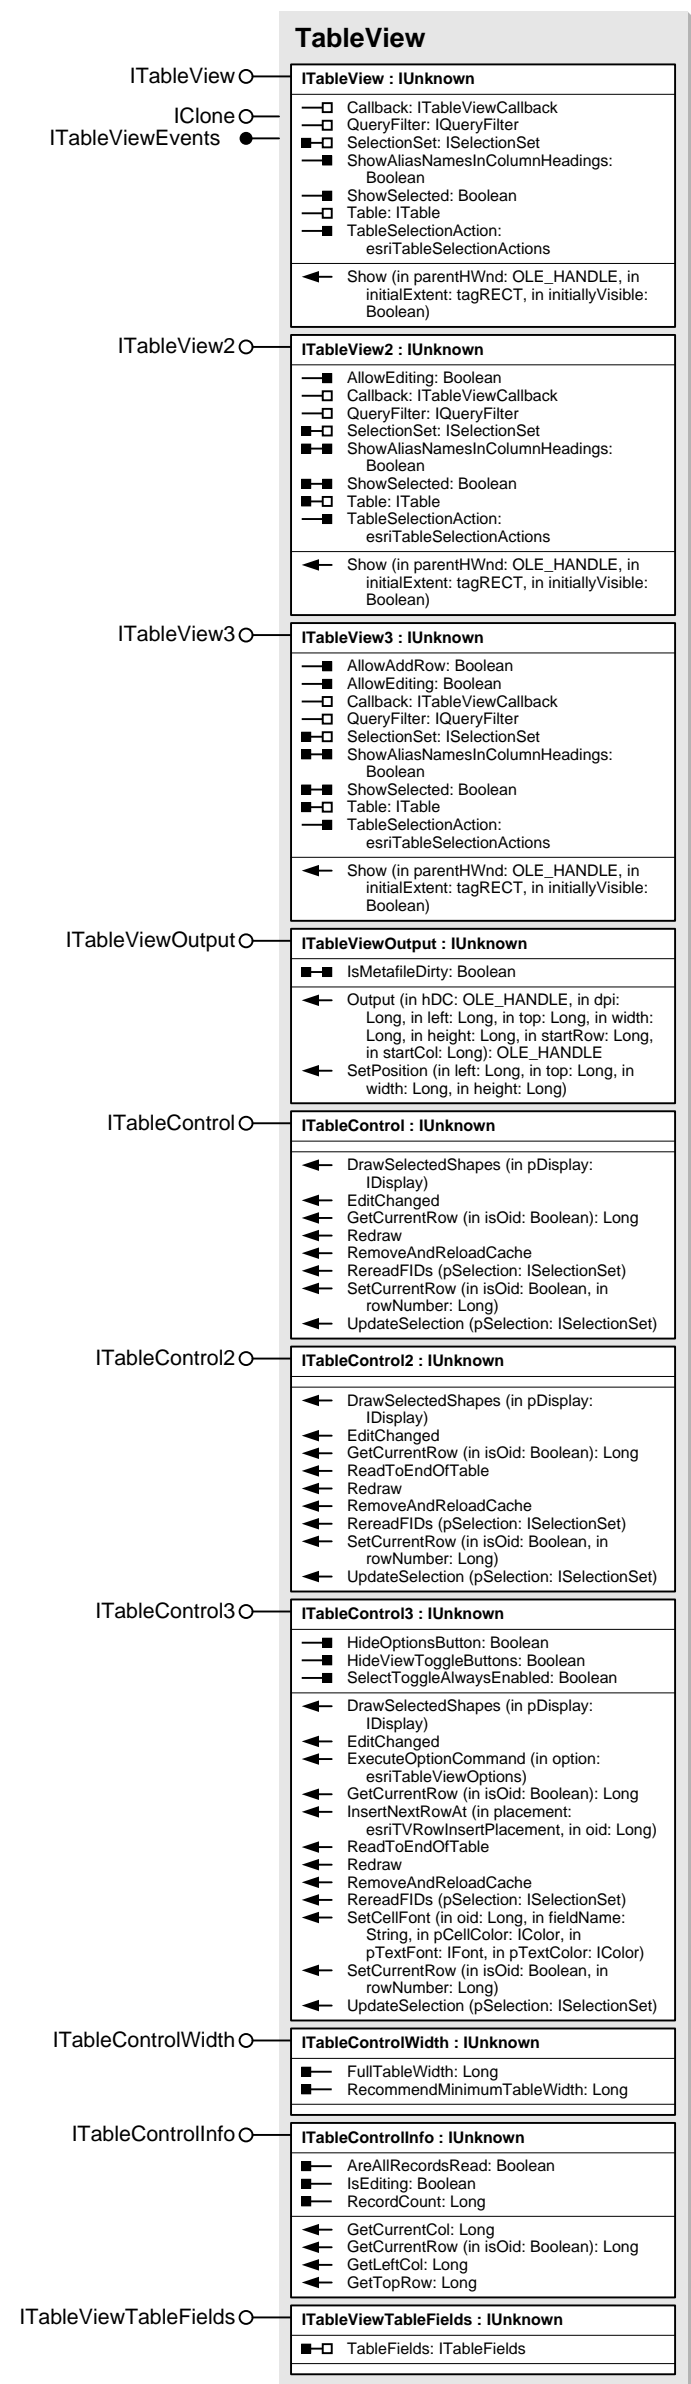 TableView
ITableView
ITableView : IUnknown
IClone
ITableViewEvents
Callback: ITableViewCallback
QueryFilter: IQueryFilter
SelectionSet: ISelectionSet
ShowAliasNamesInColumnHeadings:
Boolean
ShowSelected: Boolean
Table: ITable
TableSelectionAction:
esriTableSelectionActions
Show (in parentHWnd: OLE_HANDLE, in
initialExtent: tagRECT, in initiallyVisible:
Boolean)
ITableView2
ITableView2 : IUnknown
AllowEditing: Boolean
Callback: ITableViewCallback
QueryFilter: IQueryFilter
SelectionSet: ISelectionSet
ShowAliasNamesInColumnHeadings:
Boolean
ShowSelected: Boolean
Table: ITable
TableSelectionAction:
esriTableSelectionActions
Show (in parentHWnd: OLE_HANDLE, in
initialExtent: tagRECT, in initiallyVisible:
Boolean)
ITableView3
ITableView3 : IUnknown
AllowAddRow: Boolean
AllowEditing: Boolean
Callback: ITableViewCallback
QueryFilter: IQueryFilter
SelectionSet: ISelectionSet
ShowAliasNamesInColumnHeadings:
Boolean
ShowSelected: Boolean
Table: ITable
TableSelectionAction:
esriTableSelectionActions
Show (in parentHWnd: OLE_HANDLE, in
initialExtent: tagRECT, in initiallyVisible:
Boolean)
ITableViewOutput
ITableViewOutput : IUnknown
IsMetafileDirty: Boolean
Output (in hDC: OLE_HANDLE, in dpi:
Long, in left: Long, in top: Long, in width:
Long, in height: Long, in startRow: Long,
in startCol: Long): OLE_HANDLE
SetPosition (in left: Long, in top: Long, in
width: Long, in height: Long)
ITableControl
ITableControl : IUnknown
DrawSelectedShapes (in pDisplay:
IDisplay)
EditChanged
GetCurrentRow (in isOid: Boolean): Long
Redraw
RemoveAndReloadCache
RereadFIDs (pSelection: ISelectionSet)
SetCurrentRow (in isOid: Boolean, in
rowNumber: Long)
UpdateSelection (pSelection: ISelectionSet)
ITableControl2
ITableControl2 : IUnknown
DrawSelectedShapes (in pDisplay:
IDisplay)
EditChanged
GetCurrentRow (in isOid: Boolean): Long
ReadToEndOfTable
Redraw
RemoveAndReloadCache
RereadFIDs (pSelection: ISelectionSet)
SetCurrentRow (in isOid: Boolean, in
rowNumber: Long)
UpdateSelection (pSelection: ISelectionSet)
ITableControl3
ITableControl3 : IUnknown
HideOptionsButton: Boolean
HideViewToggleButtons: Boolean
SelectToggleAlwaysEnabled: Boolean
DrawSelectedShapes (in pDisplay:
IDisplay)
EditChanged
ExecuteOptionCommand (in option:
esriTableViewOptions)
GetCurrentRow (in isOid: Boolean): Long
InsertNextRowAt (in placement:
esriTVRowInsertPlacement, in oid: Long)
ReadToEndOfTable
Redraw
RemoveAndReloadCache
RereadFIDs (pSelection: ISelectionSet)
SetCellFont (in oid: Long, in fieldName:
String, in pCellColor: IColor, in
pTextFont: IFont, in pTextColor: IColor)
SetCurrentRow (in isOid: Boolean, in
rowNumber: Long)
UpdateSelection (pSelection: ISelectionSet)
ITableControlWidth
ITableControlWidth : IUnknown
FullTableWidth: Long
RecommendMinimumTableWidth: Long
ITableControlInfo
ITableControlInfo : IUnknown
AreAllRecordsRead: Boolean
IsEditing: Boolean
RecordCount: Long
GetCurrentCol: Long
GetCurrentRow (in isOid: Boolean): Long
GetLeftCol: Long
GetTopRow: Long
ITableViewTableFields
ITableViewTableFields : IUnknown
TableFields: ITableFields